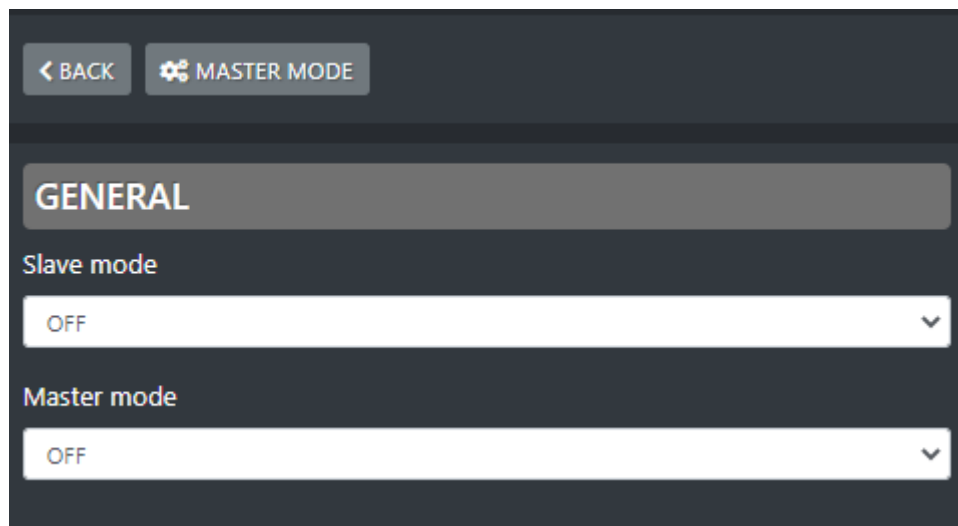 BACK MASTER MODE
GENERAL
Slave mode
OFF
Master mode
OFF